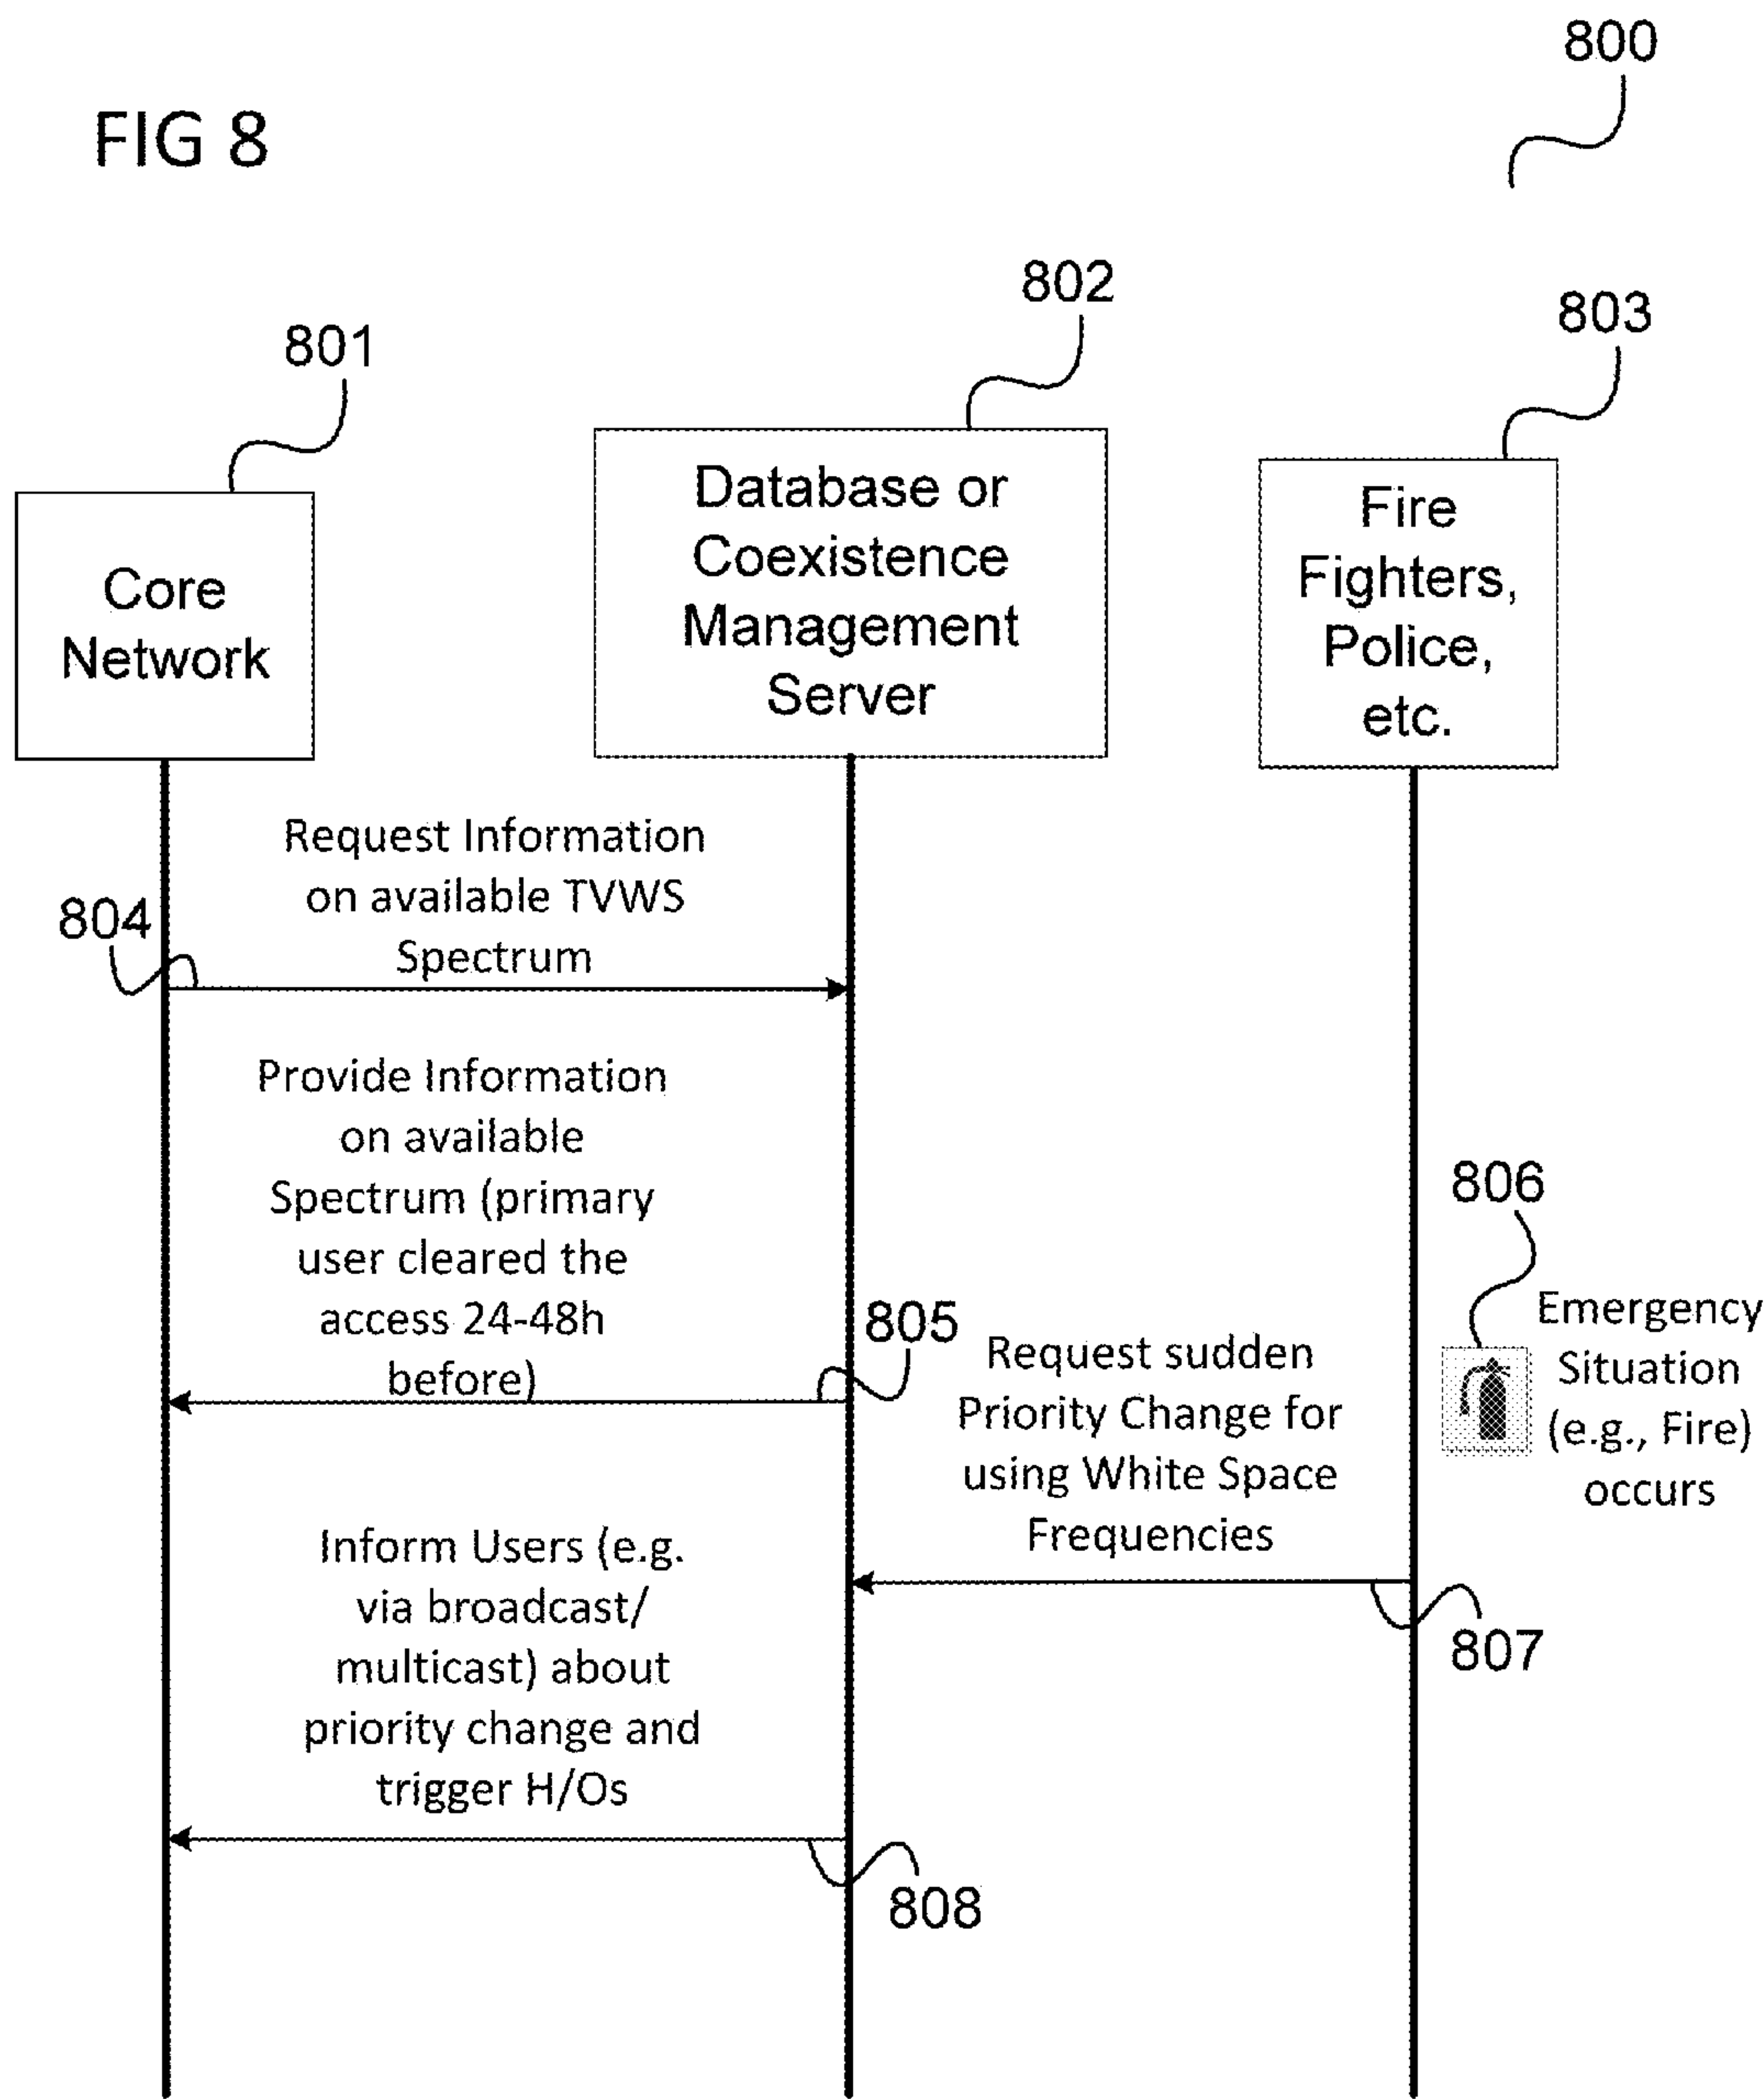 800
FIG 8
802
803
801
Database or
Coexistence
Management
Server
Fire
Fighters,
Police,
etc.
Core
Network
Request Information
on available TVWS
Spectrum
804
Provide Information
on available
Spectrum (primary
user cleared the
access 24-48h
before)
805
806
Emergency
Situation
(e.g., Fire)
occurs
Request sudden
Priority Change for
using White Space
Frequencies
807
Inform Users (e.g.
via broadcast/
multicast) about
priority change and
trigger H/Os
808